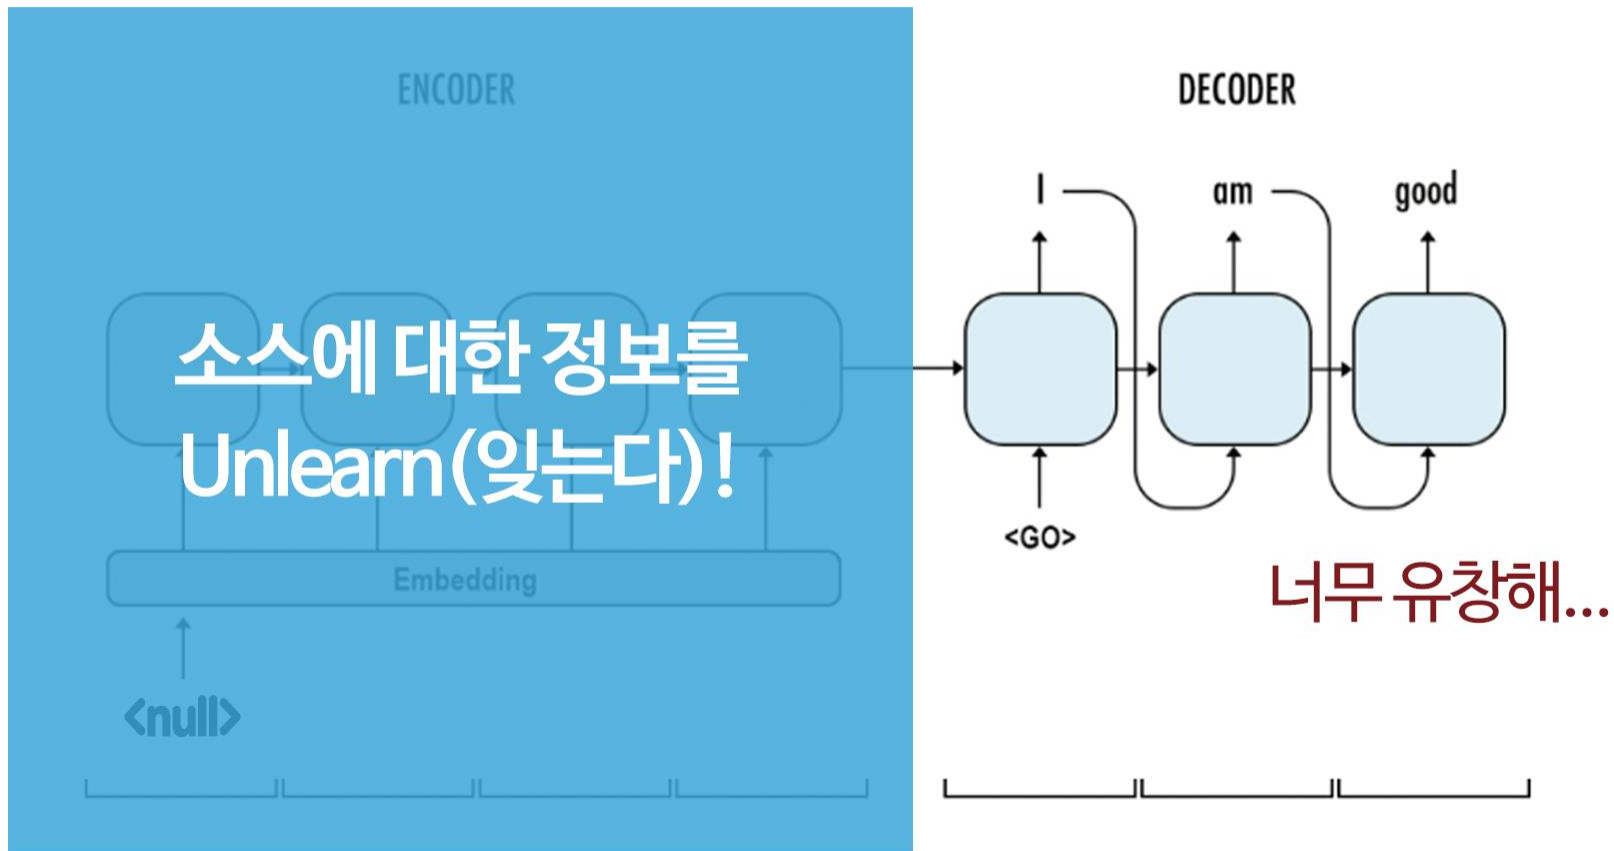 ENCODER
소스에 대한 정보를
Unlearn(잊는다)!
Embedding
<null>
DECODER
I am good
<GO>
너무 유창해...